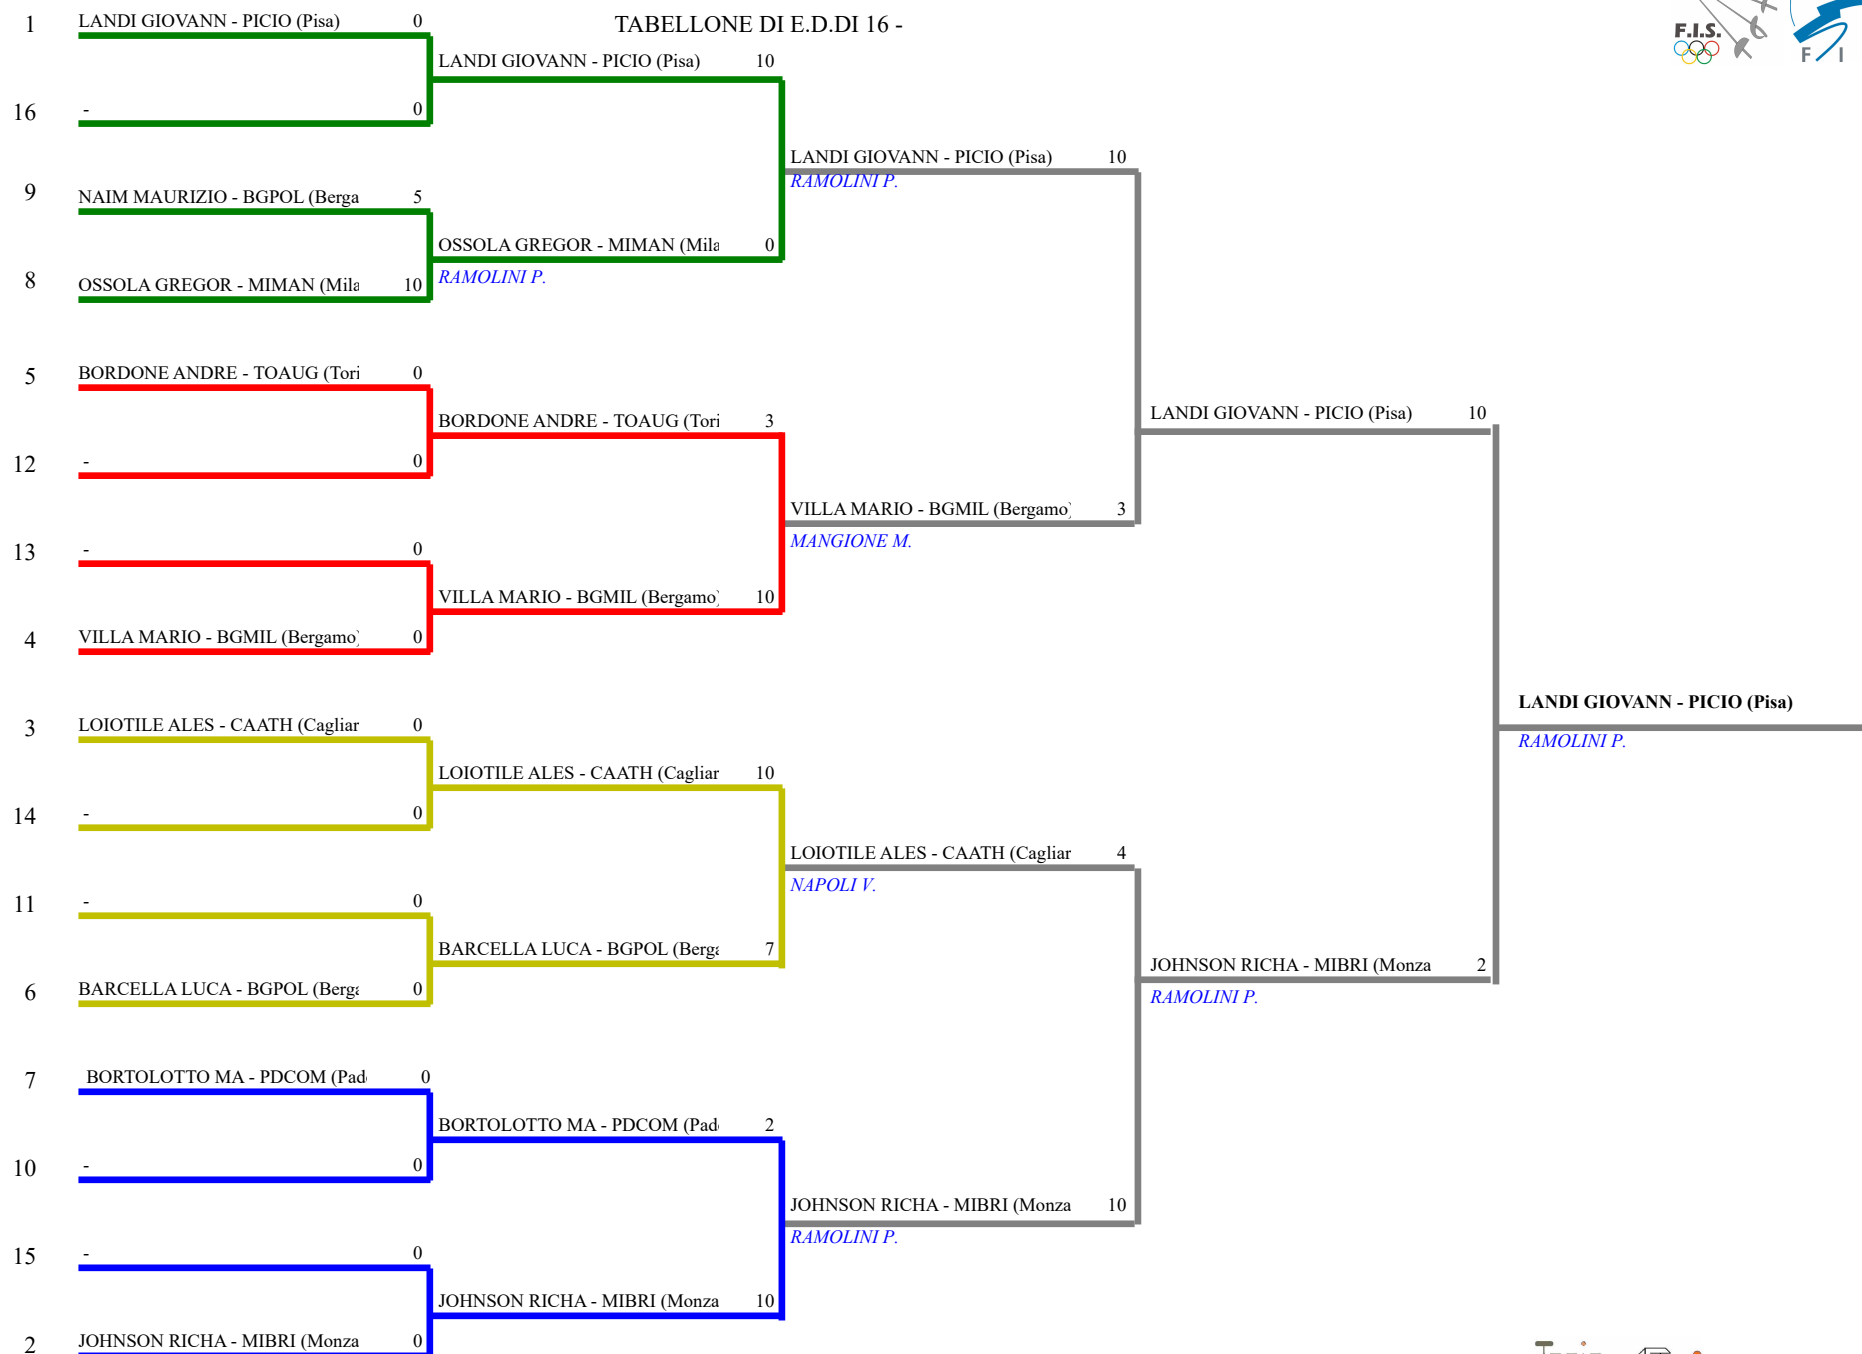 TABELLONE DI E.D.DI 16 -
F.I.S.
F I
1 LANDI GIOVANN - PICIO (Pisa) 0
LANDI GIOVANN - PICIO (Pisa) 10
16 - 0
LANDI GIOVANN - PICIO (Pisa) 10
RAMOLINI P.
9 NAIM MAURIZIO - BGPOL (Berga 5
OSSOLA GREGOR - MIMAN (Mila 0
RAMOLINI P.
8 OSSOLA GREGOR - MIMAN (Mila 10
5 BORDONE ANDRE - TOAUG (Tori 0
LANDI GIOVANN - PICIO (Pisa) 10
BORDONE ANDRE - TOAUG (Tori 3
12 - 0
VILLA MARIO - BGMIL (Bergamo) 3
MANGIONE M.
13 - 0
VILLA MARIO - BGMIL (Bergamo) 10
4 VILLA MARIO - BGMIL (Bergamo) 0
LANDI GIOVANN - PICIO (Pisa)
RAMOLINI P.
3 LOIOTILE ALES - CAATH (Cagliar 0
LOIOTILE ALES - CAATH (Cagliar 10
14 - 0
LOIOTILE ALES - CAATH (Cagliar 4
NAPOLI V.
11 - 0
BARCELLA LUCA - BGPOL (Berga 7
JOHNSON RICHA - MIBRI (Monza 2
RAMOLINI P.
6 BARCELLA LUCA - BGPOL (Berga 0
7 BORTOLOTTO MA - PDCOM (Pad 0
BORTOLOTTO MA - PDCOM (Pad 2
10 - 0
JOHNSON RICHA - MIBRI (Monza 10
RAMOLINI P.
15 - 0
JOHNSON RICHA - MIBRI (Monza 10
2 JOHNSON RICHA - MIBRI (Monza 0